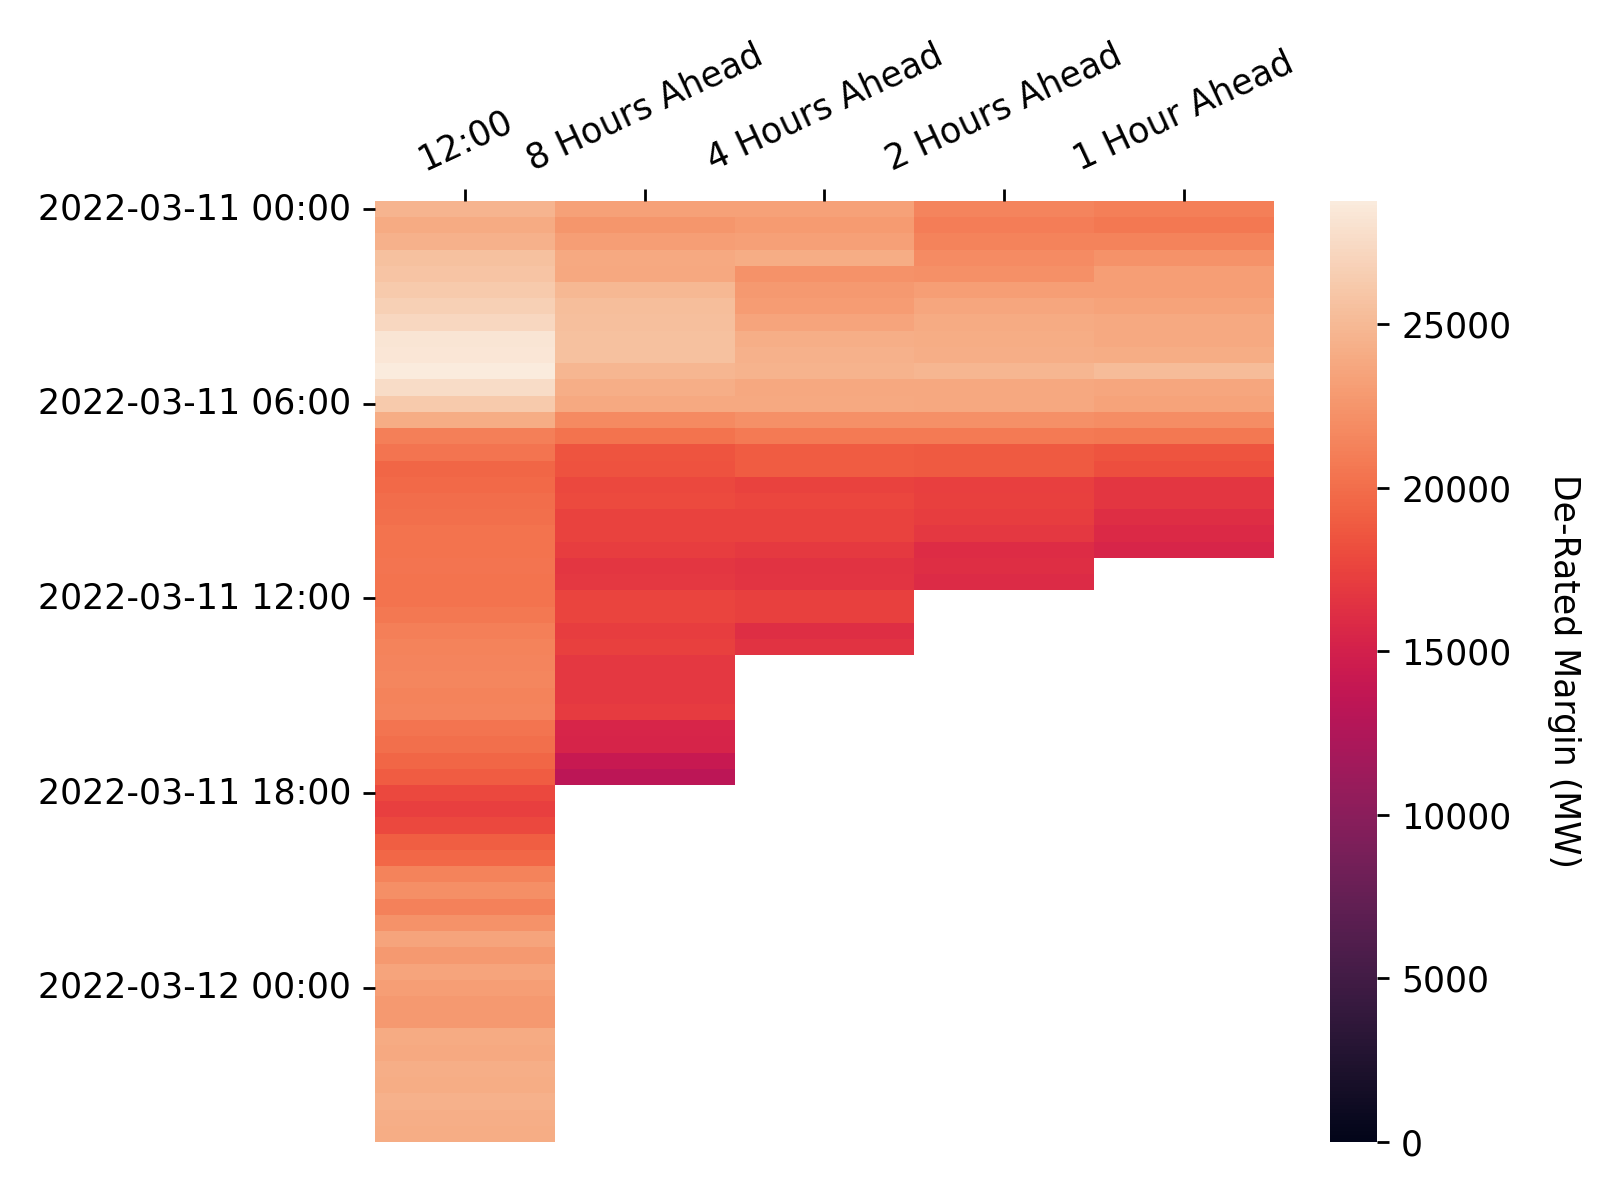 12:00
8 Hours Ahead
4 Hours Ahead
2 Hours Ahead
1 Hour Ahead
2022-03-11 00:00
2022-03-11 06:00
2022-03-11 12:00
2022-03-11 18:00
2022-03-12 00:00
25000
20000
15000
10000
5000
0
De-Rated Margin (MW)